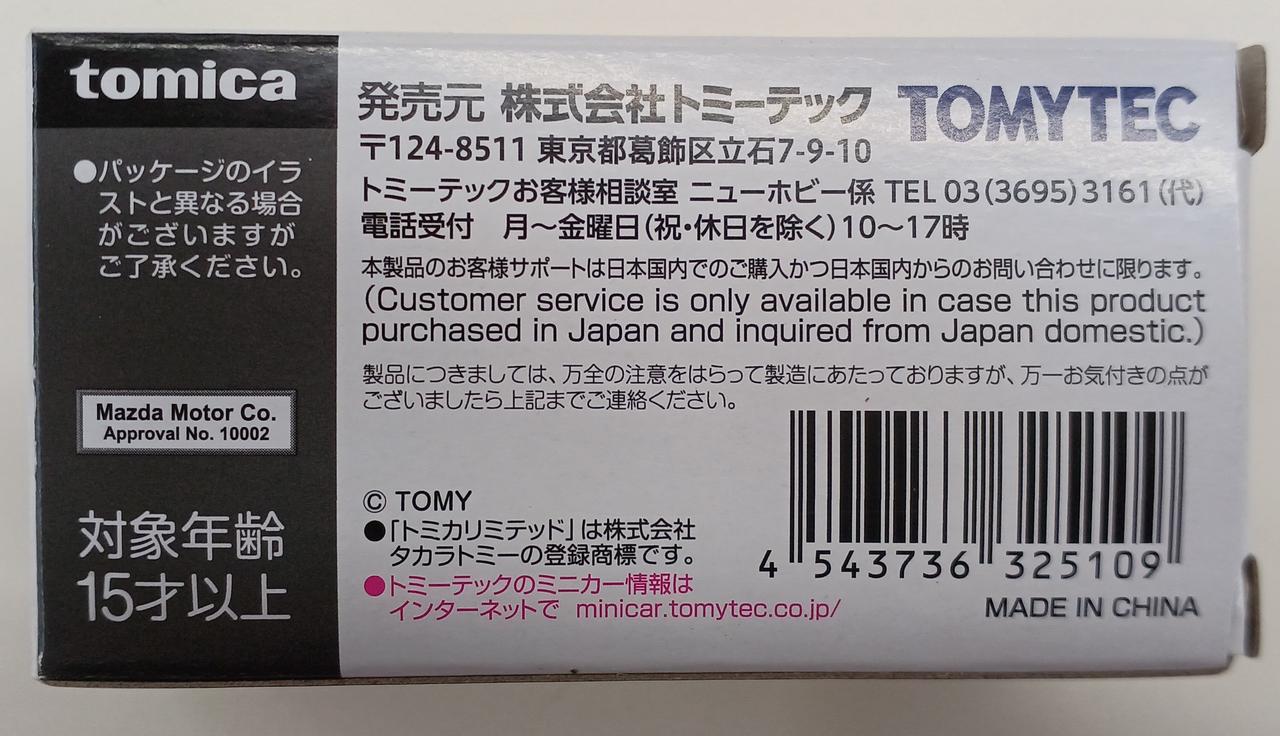 tomica
●パッケージのイラ
ストと異なる場合
がございますが
ご了承ください。
Mazda Motor Co.
Approval No. 10002
対象年齢
15才以上
発売元 株式会社トミーテック TOMYTEC
〒124-8511 東京都葛飾区立石7-9-10
トミーテックお客様相談室 ニューホビー係 TEL 03(3695)3161(代)
電話受付 月～金曜日(祝・休日を除く)10～17時
本製品のお客様サポートは日本国内でのご購入かつ日本国内からのお問い合わせに限ります。
(Customer service is only available in case this product
purchased in Japan and inquired from Japan domestic.)
製品につきましては、万全の注意をはらって製造にあたっておりますが、万一お気付きの点が
ございましたら上記までご連絡ください。
© TOMY
●「トミカリミテッド」は株式会社
タカラトミーの登録商標です。
●トミーテックのミニカー情報は
インターネットで minicar.tomytec.co.jp/
4 543736 325109
MADE IN CHINA